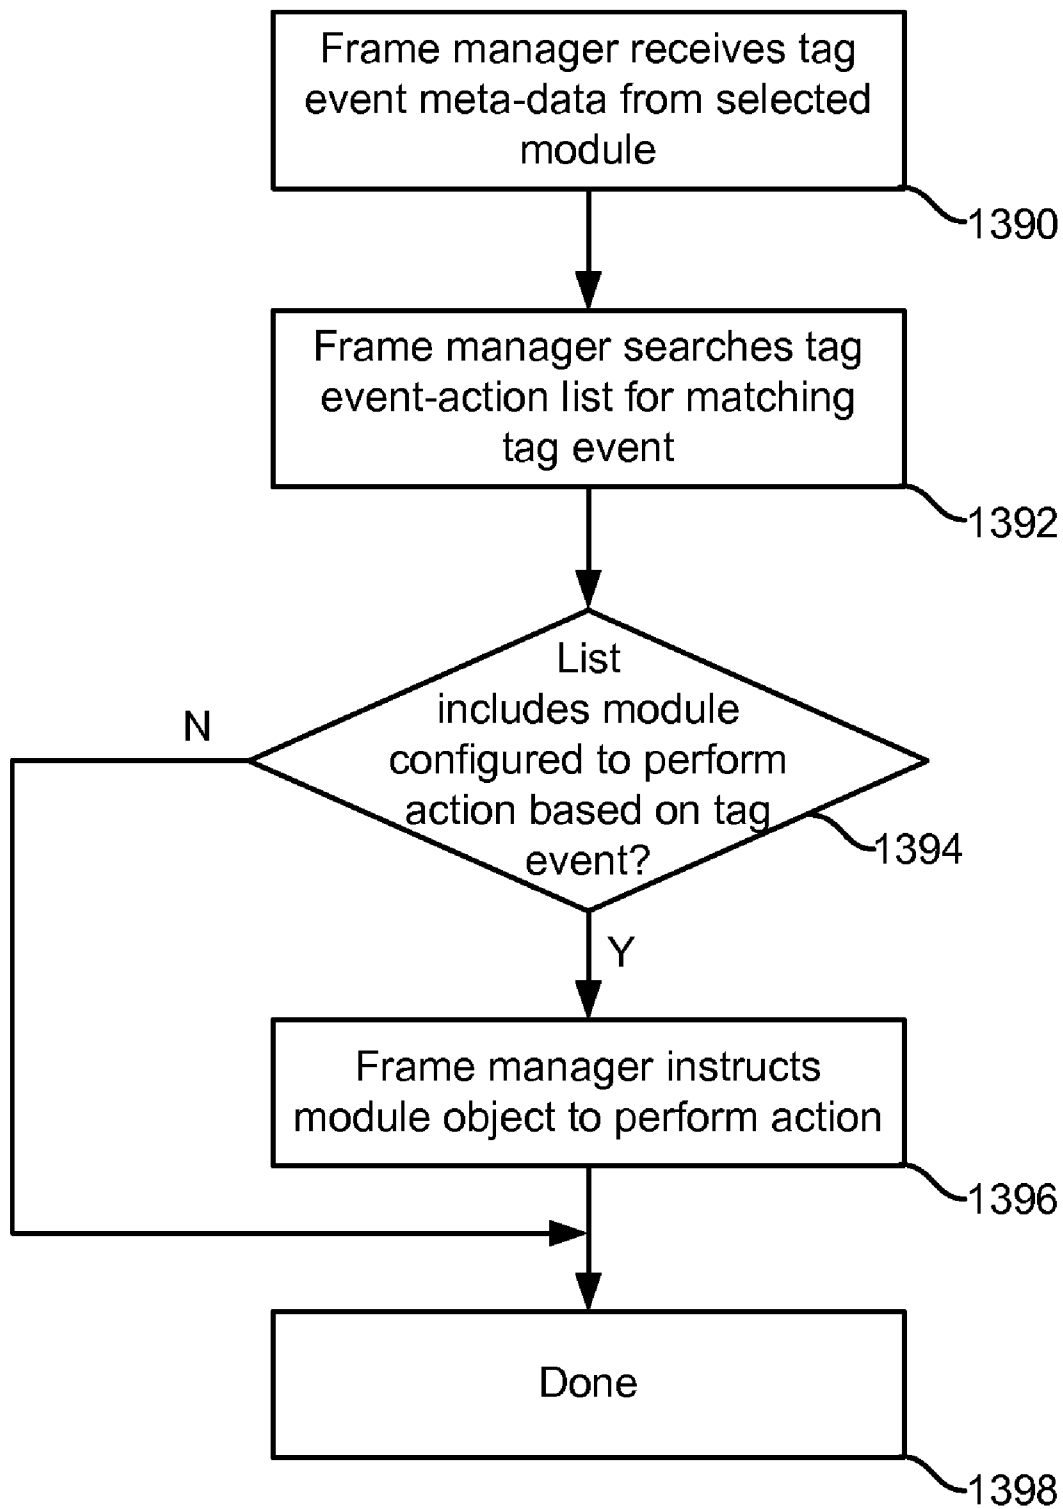 Frame manager receives tag
event meta-data from selected
module
1390
Frame manager searches tag
event-action list for matching
tag event
1392
List
includes module
configured to perform
action based on tag
event?
N
1394
Y
Frame manager instructs
module object to perform action
1396
Done
1398